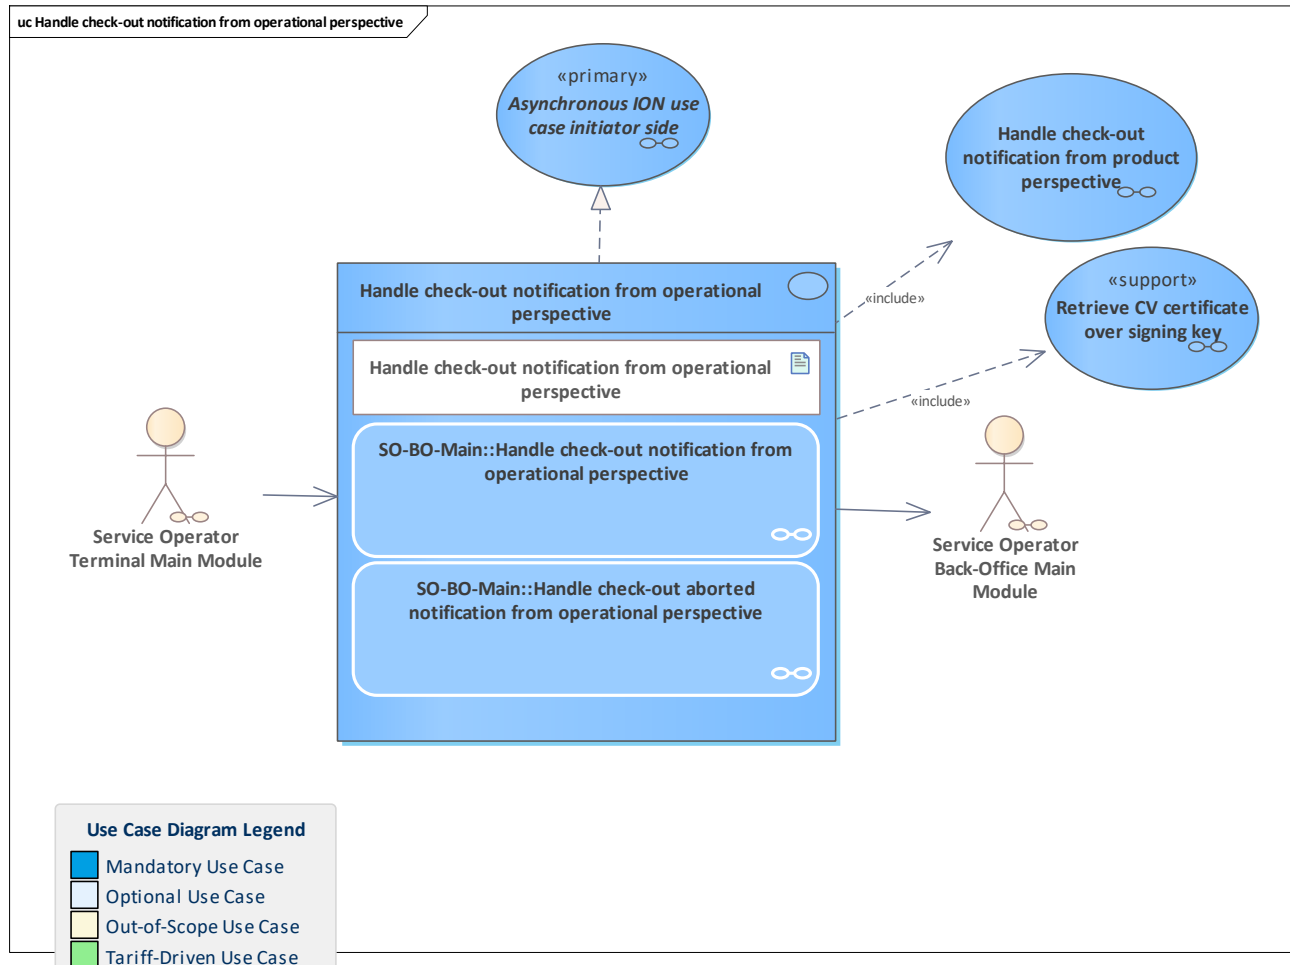 uc Handle check-out notification from operational perspective
«primary»
Asynchronous ION use
case initiator side
Handle check-out
notification from product
perspective
«include»
«support»
Retrieve CV certificate
over signing key
«include»
Handle check-out notification from operational
perspective
Handle check-out notification from operational
perspective
SO-BO-Main::Handle check-out notification from
operational perspective
SO-BO-Main::Handle check-out aborted
notification from operational perspective
Service Operator
Terminal Main Module
Service Operator
Back-Office Main
Module
Use Case Diagram Legend
Mandatory Use Case
Optional Use Case
Out-of-Scope Use Case
Tariff-Driven Use Case